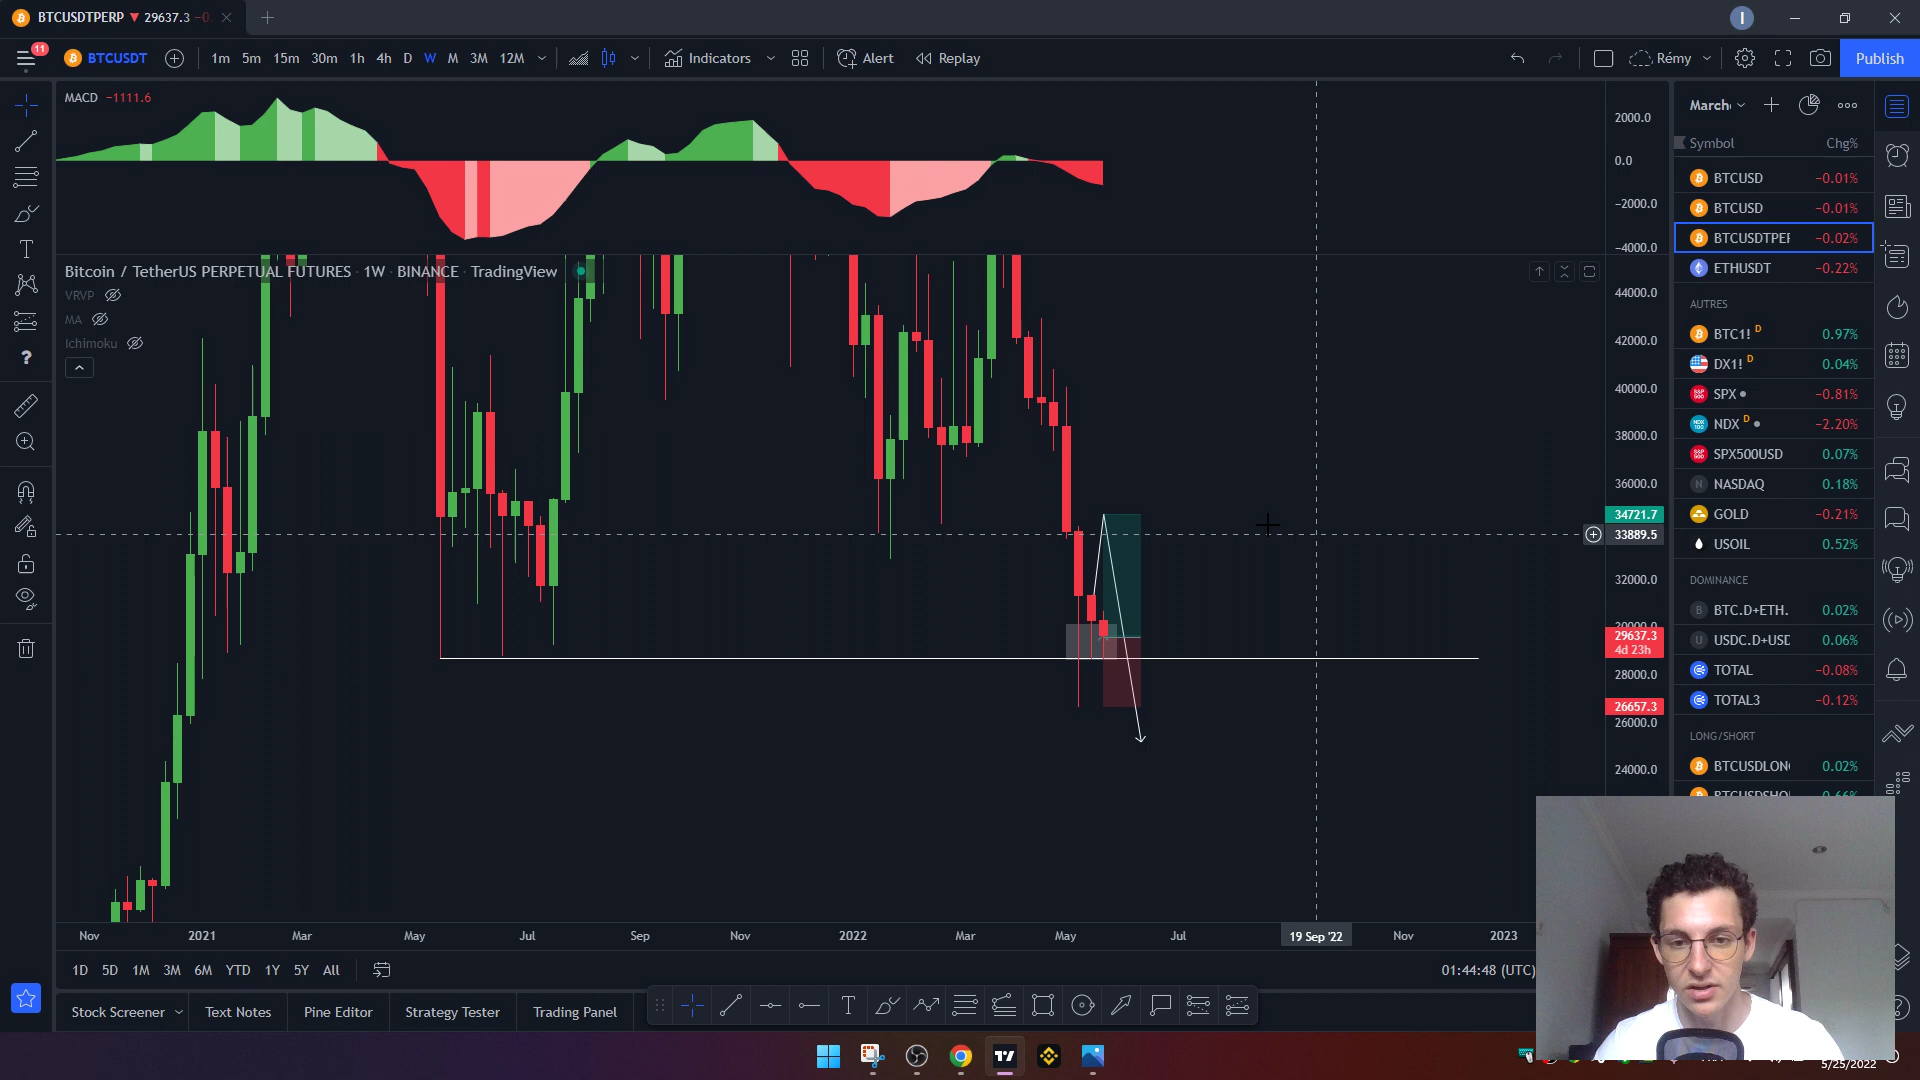 BTCUSDTPERP ▼ 29637.3 −0
11 BTCUSDT 1m 5m 15m 30m 1h 4h D W M 3M 12M Indicators Alert Replay Rémy Publish
MACD −1111.6
2000.0
0.0
−2000.0
−4000.0
Bitcoin / TetherUS PERPETUAL FUTURES · 1W · BINANCE · TradingView
VRVP
MA
Ichimoku
44000.0
42000.0
40000.0
38000.0
36000.0
34721.7
33889.5
32000.0
29637.3
4d 23h
28000.0
26657.3
26000.0
24000.0
Nov 2021 Mar May Jul Sep Nov 2022 Mar May Jul 19 Sep '22 Nov 2023
1D 5D 1M 3M 6M YTD 1Y 5Y All
01:44:48 (UTC)
Stock Screener Text Notes Pine Editor Strategy Tester Trading Panel
March
Symbol Chg%
BTCUSD −0.01%
BTCUSD −0.01%
BTCUSDTPER −0.02%
ETHUSDT −0.22%
AUTRES
BTC1! D 0.97%
DX1! D 0.04%
SPX −0.81%
NDX D −2.20%
SPX500USD 0.07%
NASDAQ 0.18%
GOLD −0.21%
USOIL 0.52%
DOMINANCE
BTC.D+ETH. 0.02%
USDC.D+USD 0.06%
TOTAL −0.08%
TOTAL3 −0.12%
LONG/SHORT
BTCUSDLON 0.02%
5/25/2022